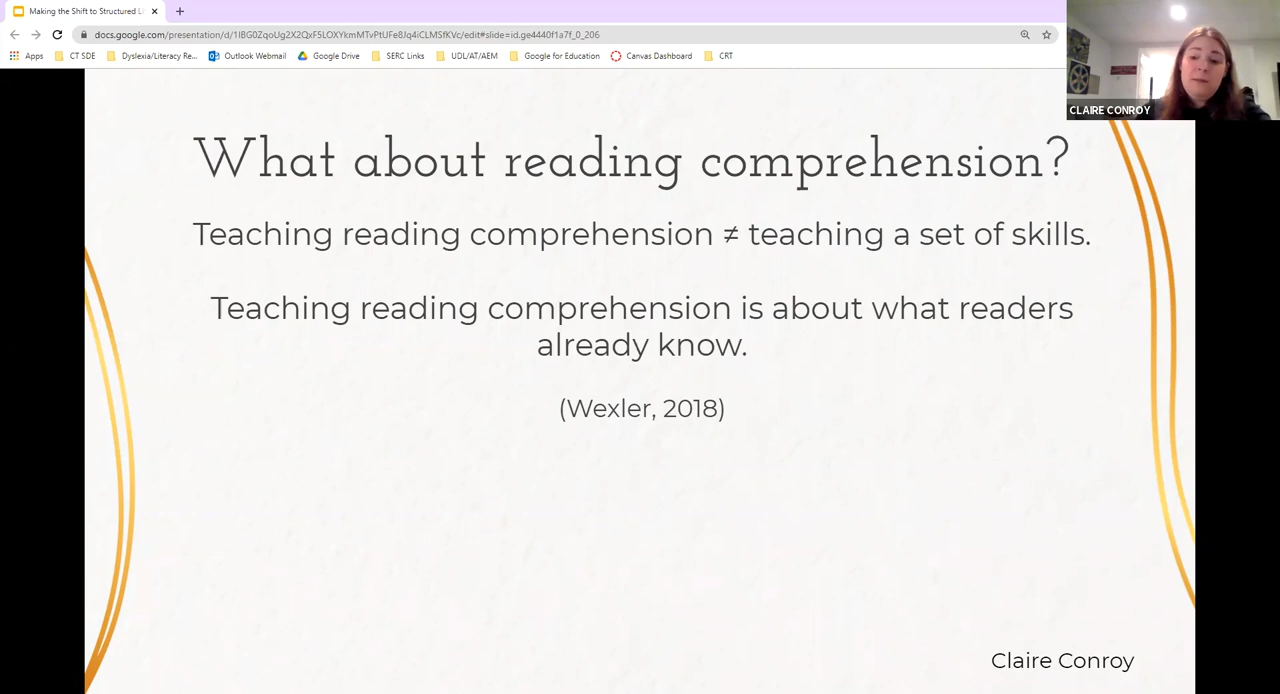 Making the Shift to Structured Li
docs.google.com/presentation/d/1IBG0ZqoUg2X2QxF5LOXYkmMTvPtUFe8Jq4iCLMSfKVc/edit#slide=id.ge4440f1a7f_0_206
Apps CT SDE Dyslexia/Literacy Re... Outlook Webmail Google Drive SERC Links UDL/AT/AEM Google for Education Canvas Dashboard CRT
CLAIRE CONROY
What about reading comprehension?
Teaching reading comprehension ≠ teaching a set of skills.
Teaching reading comprehension is about what readers
already know.
(Wexler, 2018)
Claire Conroy